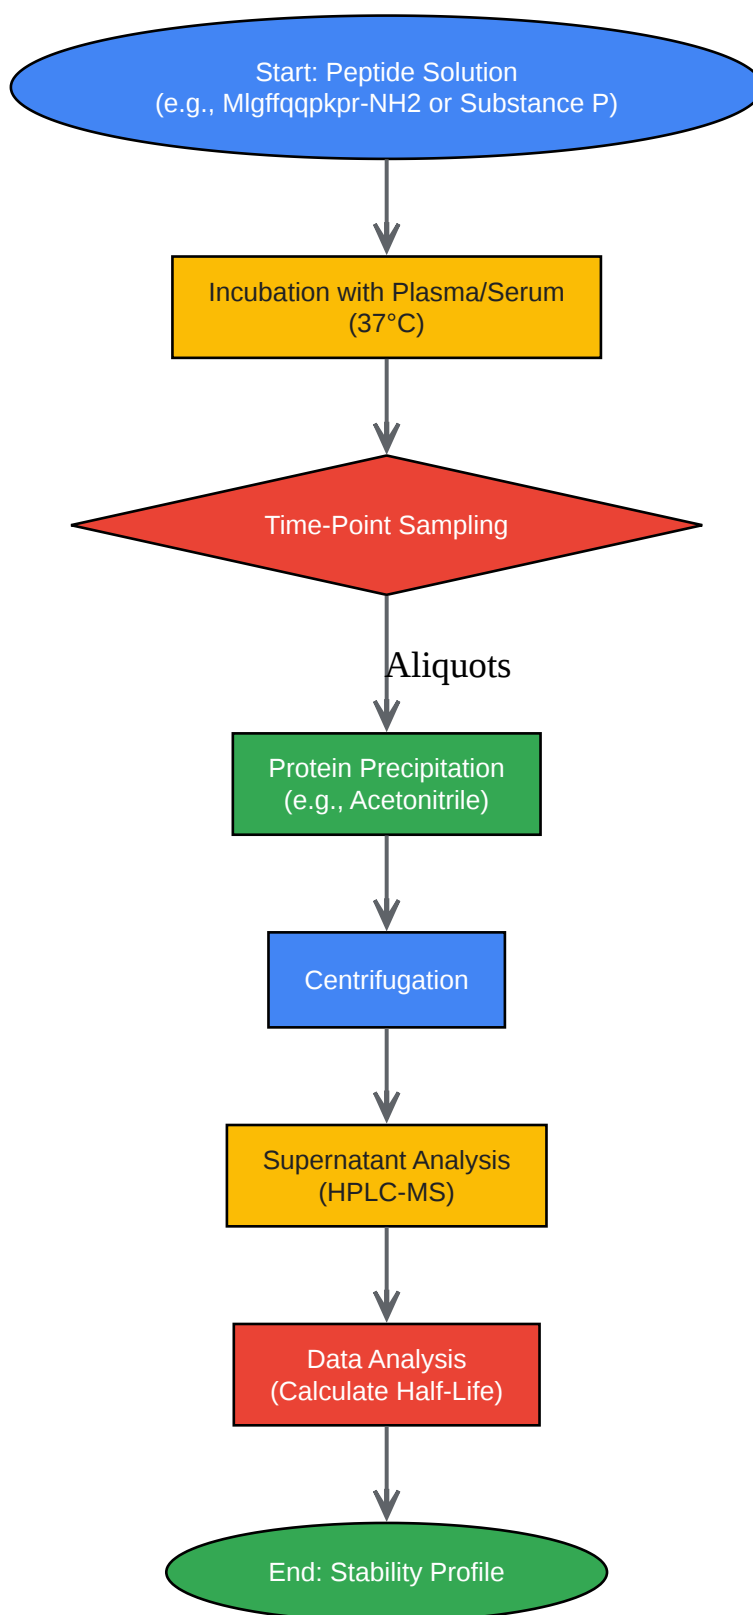 Start: Peptide Solution
(e.g., Mlgffqqpkpr-NH2 or Substance P)
Incubation with Plasma/Serum
(37°C)
Time-Point Sampling
Aliquots
Protein Precipitation
(e.g., Acetonitrile)
Centrifugation
Supernatant Analysis
(HPLC-MS)
Data Analysis
(Calculate Half-Life)
End: Stability Profile